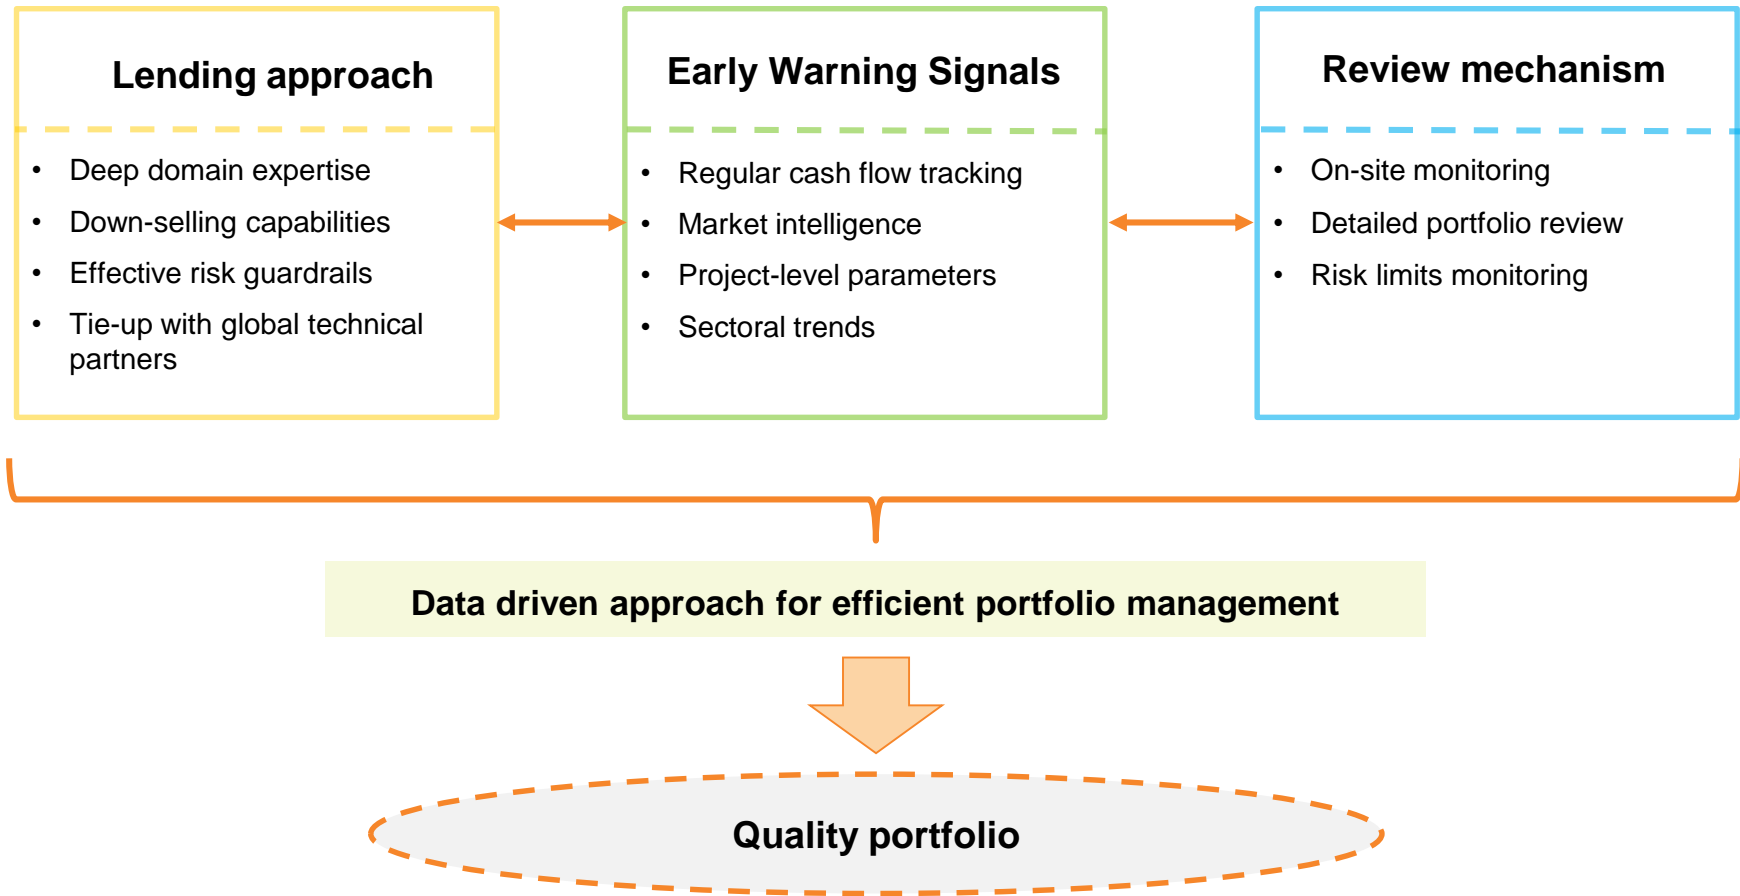 Lending approach
• Deep domain expertise
• Down-selling capabilities
• Effective risk guardrails
• Tie-up with global technical
partners
Early Warning Signals
• Regular cash flow tracking
• Market intelligence
• Project-level parameters
• Sectoral trends
Review mechanism
• On-site monitoring
• Detailed portfolio review
• Risk limits monitoring
Data driven approach for efficient portfolio management
Quality portfolio